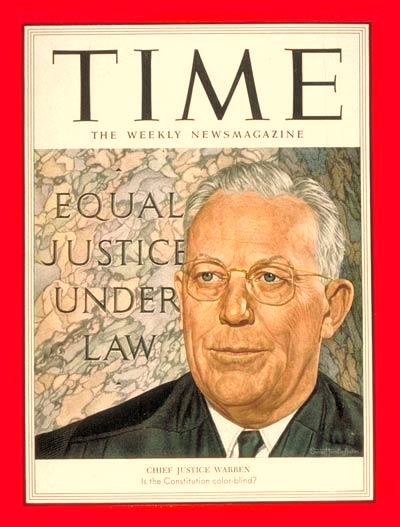 TIME
THE WEEKLY NEWSMAGAZINE
EQUAL
JUSTICE
UNDER
LAW
CHIEF JUSTICE WARREN
Is the Constitution color-blind?